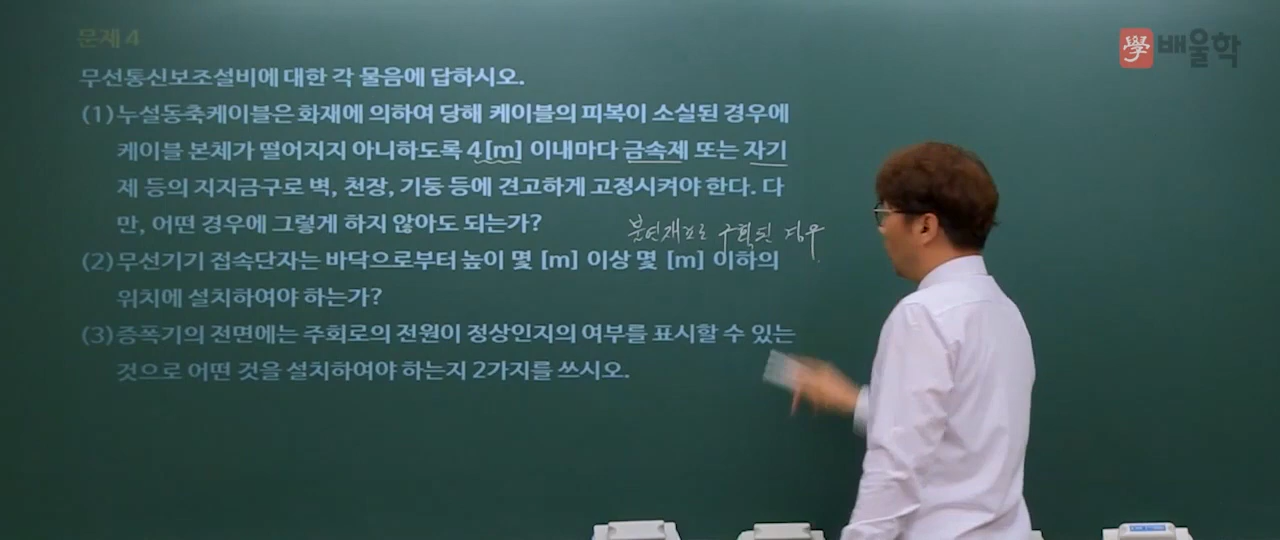 문제 4
學 배울학
무선통신보조설비에 대한 각 물음에 답하시오.
(1) 누설동축케이블은 화재에 의하여 당해 케이블의 피복이 소실된 경우에
케이블 본체가 떨어지지 아니하도록 4[m] 이내마다 금속제 또는 자기
제 등의 지지금구로 벽, 천장, 기둥 등에 견고하게 고정시켜야 한다. 다
만, 어떤 경우에 그렇게 하지 않아도 되는가?
불연재료로 구획된 경우
(2) 무선기기 접속단자는 바닥으로부터 높이 몇 [m] 이상 몇 [m] 이하의
위치에 설치하여야 하는가?
(3) 증폭기의 전면에는 주회로의 전원이 정상인지의 여부를 표시할 수 있는
것으로 어떤 것을 설치하여야 하는지 2가지를 쓰시오.